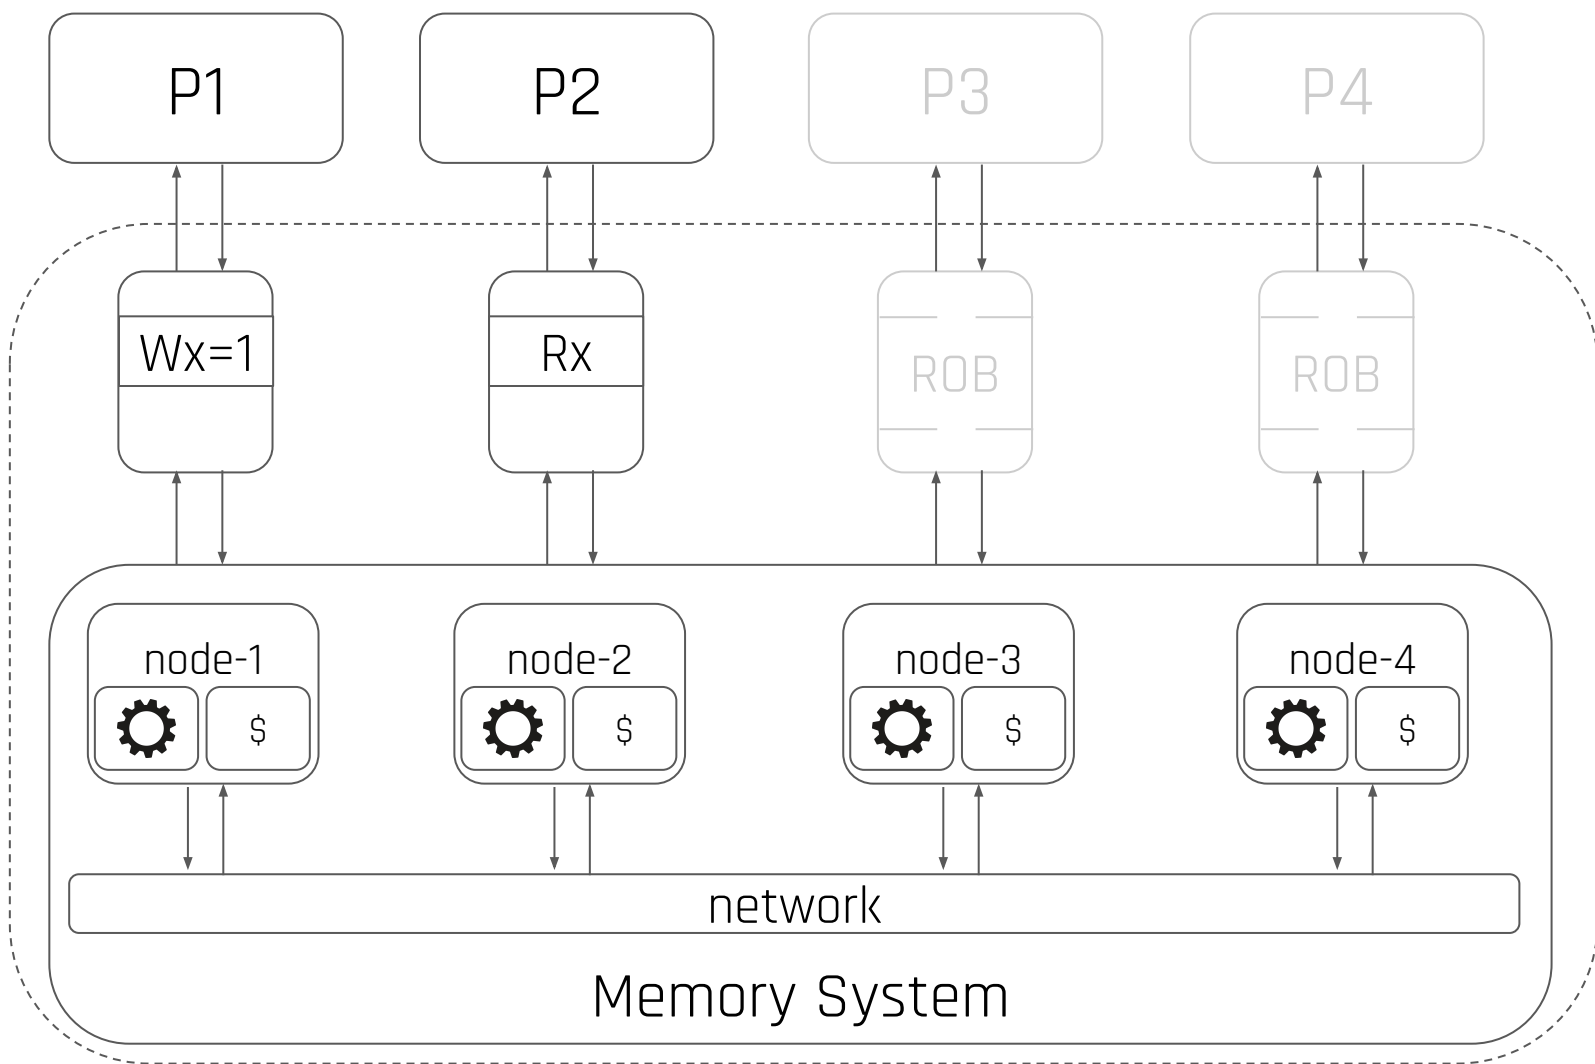 P1
P2
P3
P4
Wx=1
Rx
ROB
ROB
node-1
node-2
node-3
node-4
$
$
$
$
network
Memory System